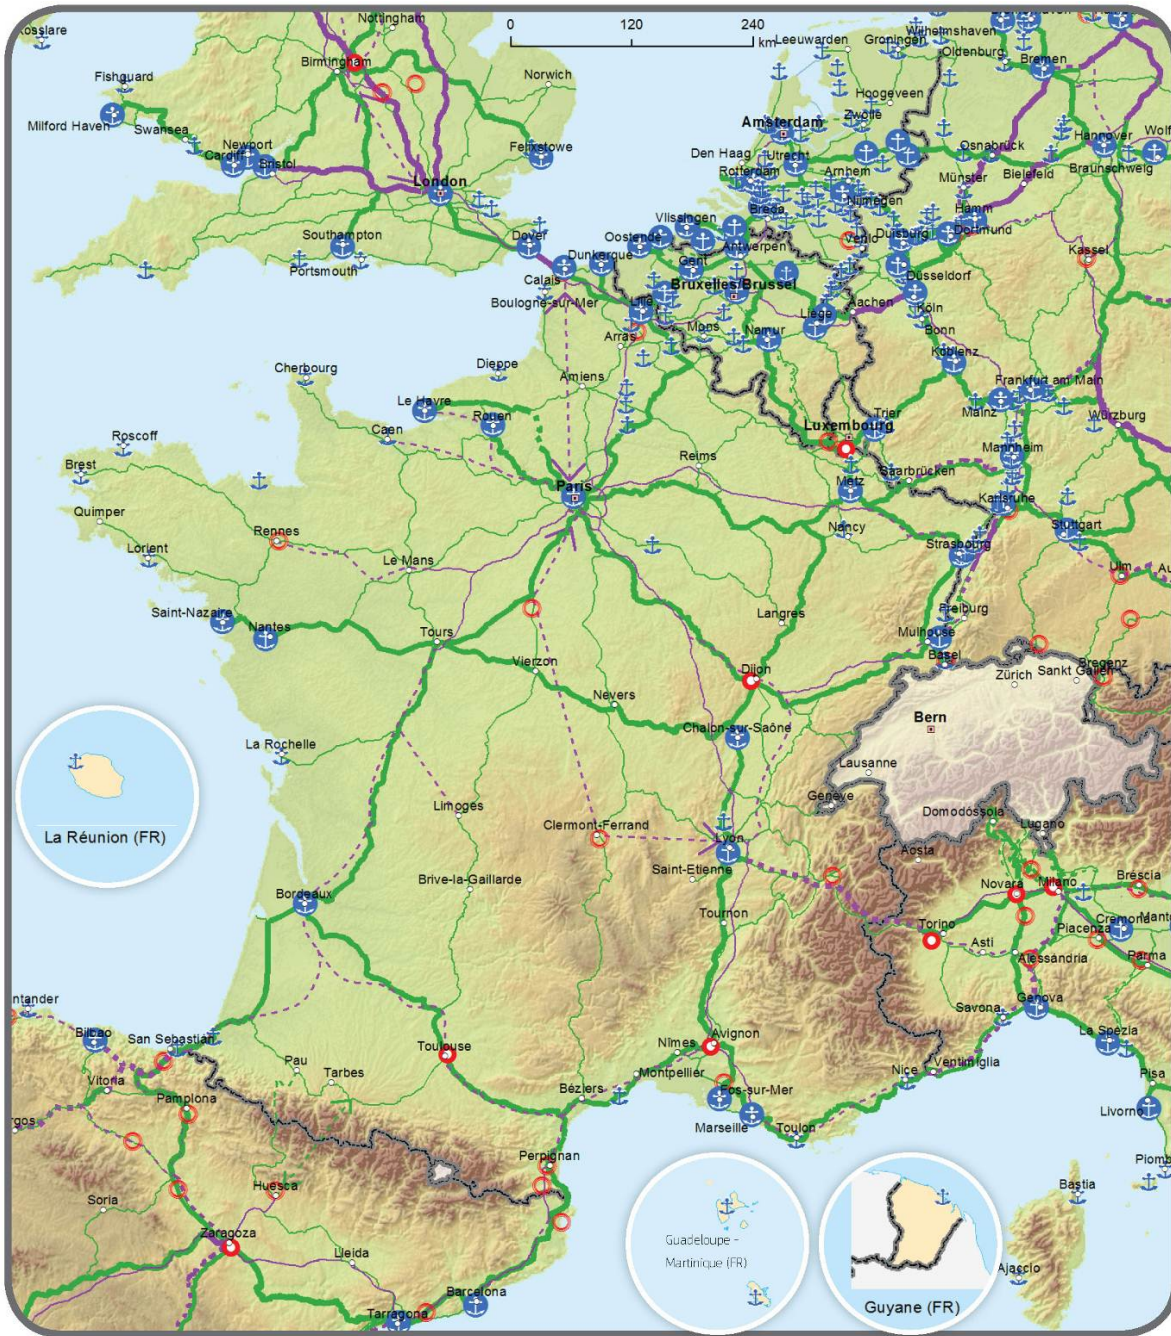 Rosslare
Nottingham
0 120 240
km
Leeuwarden
Groningen
Wilhelmshaven
Oldenburg
Bremen
Birmingham
Fishguard
Norwich
Hoogeveen
Milford Haven
Swansea
Amsterdam
Zwolle
Osnabrück
Hannover
Wolf
Newport
Cardiff
Bristol
Felixstowe
Den Haag
Utrecht
Braunschweig
London
Rotterdam
Arnhem
Münster
Bielefeld
Nijmegen
Vlissingen
Breda
Hamm
Southampton
Dover
Oostende
Antwerpen
Venlo
Duisburg
Dortmund
Portsmouth
Dunkerque
Gent
Kassel
Calais
Bruxelles/Brussel
Düsseldorf
Boulogne-sur-Mer
Lille
Liege
Aachen
Köln
Arras
Mons
Namur
Bonn
Dieppe
Koblenz
Cherbourg
Amiens
Frankfurt am Main
Le Havre
Rouen
Mainz
Trier
Würzburg
Caen
Luxembourg
Roscoff
Mannheim
Brest
Reims
Saarbrücken
Paris
Metz
Karlsruhe
Quimper
Rennes
Nancy
Stuttgart
Lorient
Le Mans
Strasbourg
Ulm
Au
Saint-Nazaire
Langres
Freiburg
Nantes
Tours
Mulhouse
Vierzon
Dijon
Basel
Zürich
Sankt Gallen
Bregenz
Nevers
Chalon-sur-Saône
Bern
La Rochelle
Lausanne
Limoges
Genève
Domodóssola
Clermont-Ferrand
Lyon
Lugano
La Réunion (FR)
Aosta
Saint-Etienne
Brive-la-Gaillarde
Novara
Milano
Brescia
Bordeaux
Tournon
Torino
Cremona
Mant
Piacenza
Asti
Alessandria
Parma
ntander
Savona
Genova
Bilbao
San Sebastian
Toulouse
Avignon
La Spezia
Nîmes
Pau
Montpellier
Ventimiglia
Vitoria
Tarbes
Béziers
Fos-sur-Mer
Nice
Pisa
Pamplona
rgos
Marseille
Toulon
Livorno
Perpignan
Piomb
Soria
Huesca
Bastia
Zaragoza
Guadeloupe -
Lleida
Martinique (FR)
Ajaccio
Barcelona
Guyane (FR)
Tarragona